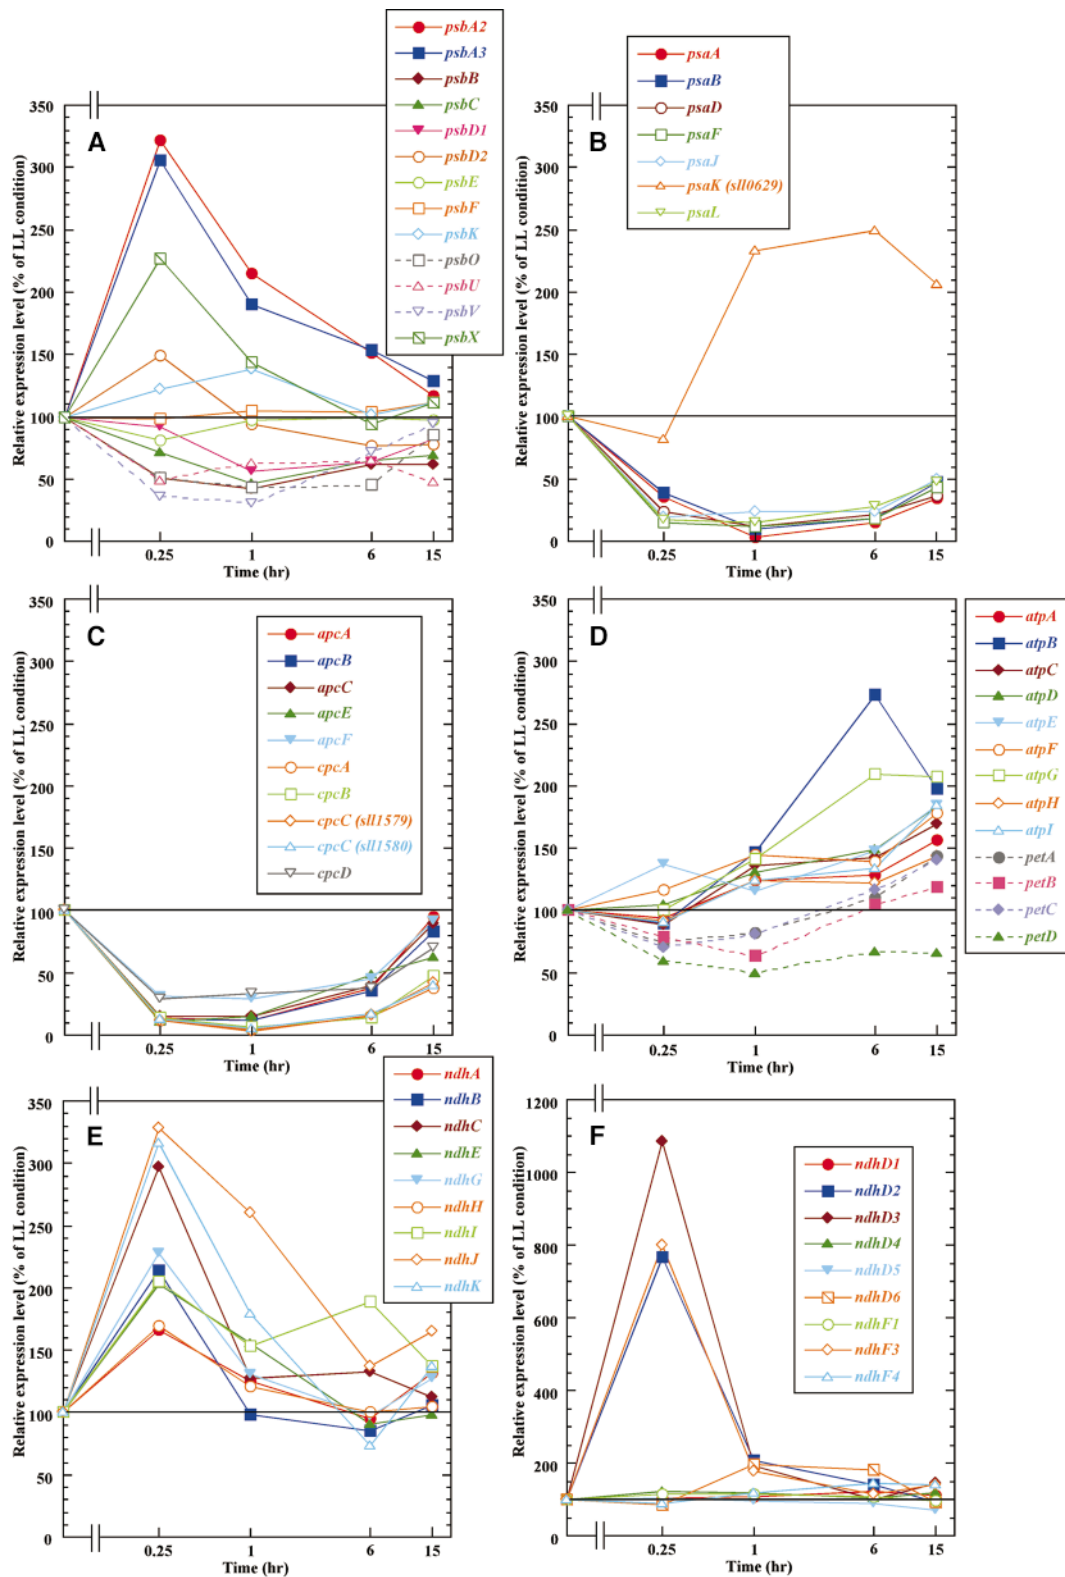 psbA2
psbA3
psbB
psbC
psbD1
psbD2
psbE
psbF
psbK
psbO
psbU
psbV
psbX
A
Relative expression level (% of LL condition)
350
300
250
200
150
100
50
0
0.25
1
6
15
Time (hr)
psaA
psaB
psaD
psaF
psaJ
psaK (sll0629)
psaL
B
Relative expression level (% of LL condition)
350
300
250
200
150
100
50
0
0.25
1
6
15
Time (hr)
C
apcA
apcB
apcC
apcE
apcF
cpcA
cpcB
cpcC (sll1579)
cpcC (sll1580)
cpcD
Relative expression level (% of LL condition)
350
300
250
200
150
100
50
0
0.25
1
6
15
Time (hr)
D
atpA
atpB
atpC
atpD
atpE
atpF
atpG
atpH
atpI
petA
petB
petC
petD
Relative expression level (% of LL condition)
350
300
250
200
150
100
50
0
0.25
1
6
15
Time (hr)
E
ndhA
ndhB
ndhC
ndhE
ndhG
ndhH
ndhI
ndhJ
ndhK
Relative expression level (% of LL condition)
350
300
250
200
150
100
50
0
0.25
1
6
15
Time (hr)
F
ndhD1
ndhD2
ndhD3
ndhD4
ndhD5
ndhD6
ndhF1
ndhF3
ndhF4
Relative expression level (% of LL condition)
1200
1000
800
600
400
200
100
0
0.25
1
6
15
Time (hr)